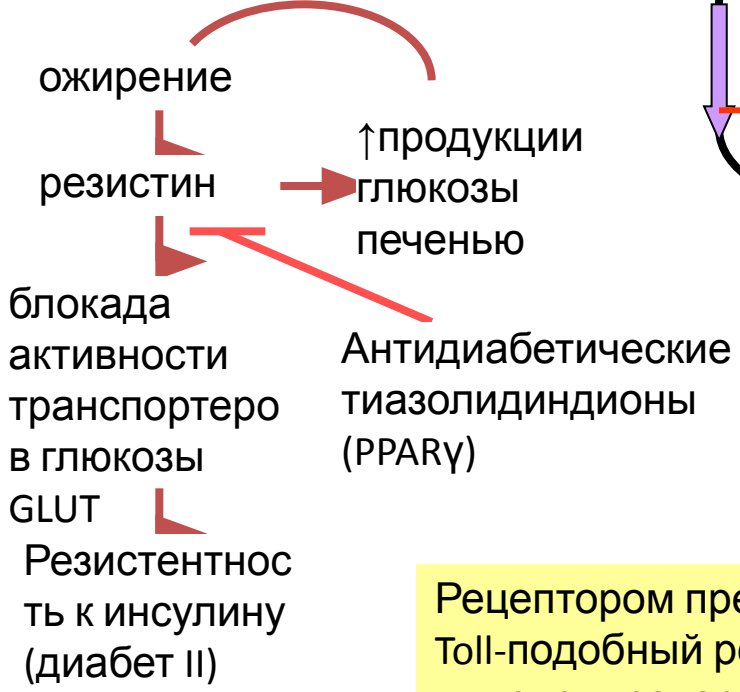 ожирение
резистин
↑продукции
глюкозы
печенью
блокада
активности
транспортеро
в глюкозы
GLUT
Антидиабетические
тиазолидиндионы
(PPARγ)
Резистентнос
ть к инсулину
(диабет II)
Рецептором
Toll-подобный